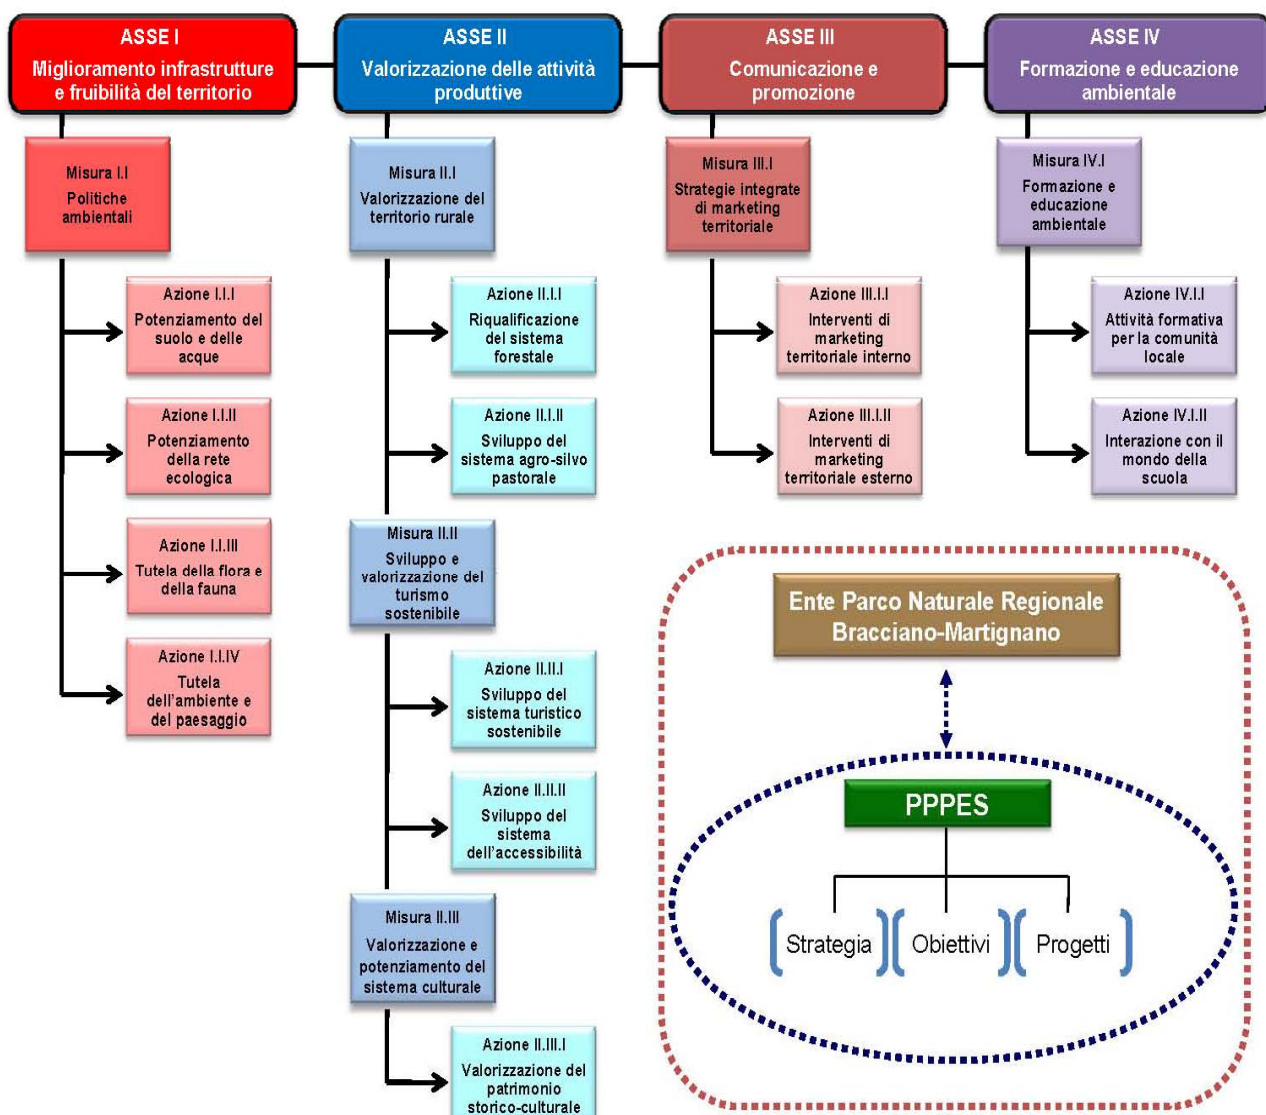 ASSE I
Miglioramento infrastrutture
e fruibilità del territorio
Misura I.I
Politiche
ambientali
Azione I.I.I
Potenziamento del
suolo e delle
acque
Azione I.I.II
Potenziamento
della rete
ecologica
Azione I.I.III
Tutela della flora e
della fauna
Azione I.I.IV
Tutela
dell'ambiente e
del paesaggio
ASSE II
Valorizzazione delle attività
produttive
Misura II.I
Valorizzazione del
territorio rurale
Azione II.I.I
Riqualificazione
del sistema
forestale
Azione II.I.II
Sviluppo del
sistema agro-silvo
pastorale
Misura II.II
Sviluppo e
valorizzazione del
turismo
sostenibile
Azione II.II.I
Sviluppo del
sistema turistico
sostenibile
Azione II.II.II
Sviluppo del
sistema
dell'accessibilità
Misura II.III
Valorizzazione e
potenziamento del
sistema culturale
Azione II.III.I
Valorizzazione del
patrimonio
storico-culturale
ASSE III
Comunicazione e
promozione
Misura III.I
Strategie integrate
di marketing
territoriale
Azione III.I.I
Interventi di
marketing
territoriale interno
Azione III.I.II
Interventi di
marketing
territoriale esterno
ASSE IV
Formazione e educazione
ambientale
Misura IV.I
Formazione e
educazione
ambientale
Azione IV.I.I
Attività formativa
per la comunità
locale
Azione IV.I.II
Interazione con il
mondo della
scuola
Ente Parco Naturale Regionale
Bracciano-Martignano
PPPES
Strategia
Obiettivi
Progetti